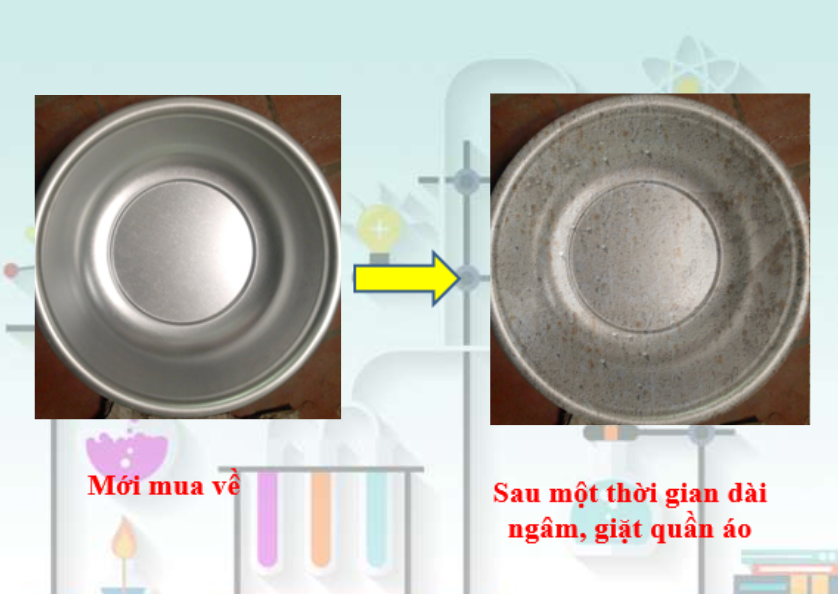 Mới mua về
Sau một thời gian dài
ngâm, giặt quần áo